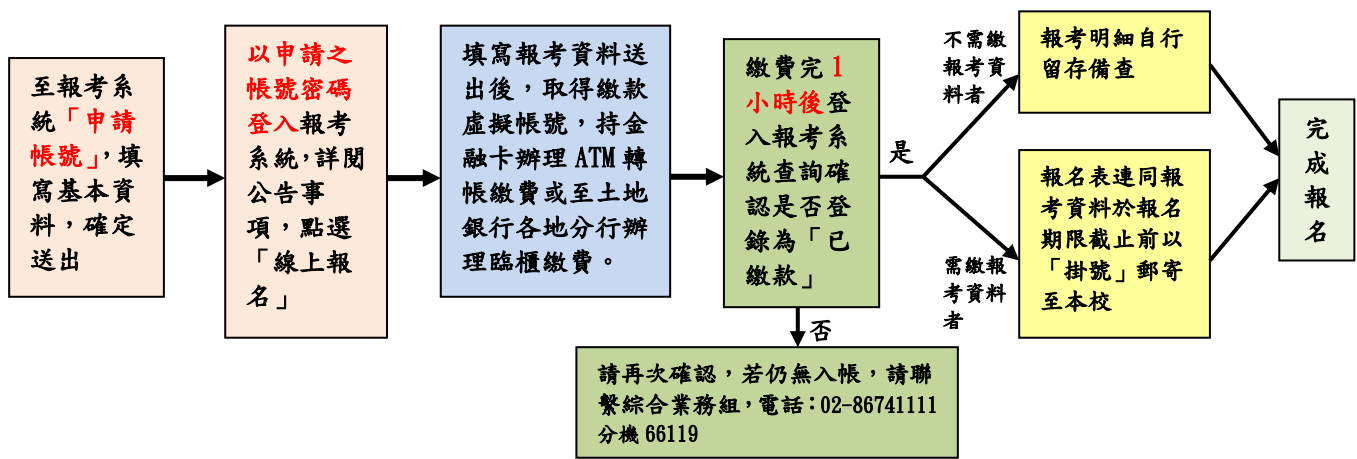 至報考系
統「申請
帳號」，填
寫基本資
料，確定
送出
以申請之
帳號密碼
登入報考
系統，詳閱
公告事
項，點選
「線上報
名」
填寫報考資料送
出後，取得繳款
虛擬帳號，持金
融卡辦理 ATM 轉
帳繳費或至土地
銀行各地分行辦
理臨櫃繳費。
繳費完 1
小時後登
入報考系
統查詢確
認是否登
錄為「已
繳款」
是
否
請再次確認，若仍無入帳，請聯
繫綜合業務組，電話：02-86741111
分機 66119
不需繳
報考資
料者
報考明細自行
留存備查
需繳報
考資料
者
報名表連同報
考資料於報名
期限截止前以
「掛號」郵寄
至本校
完
成
報
名